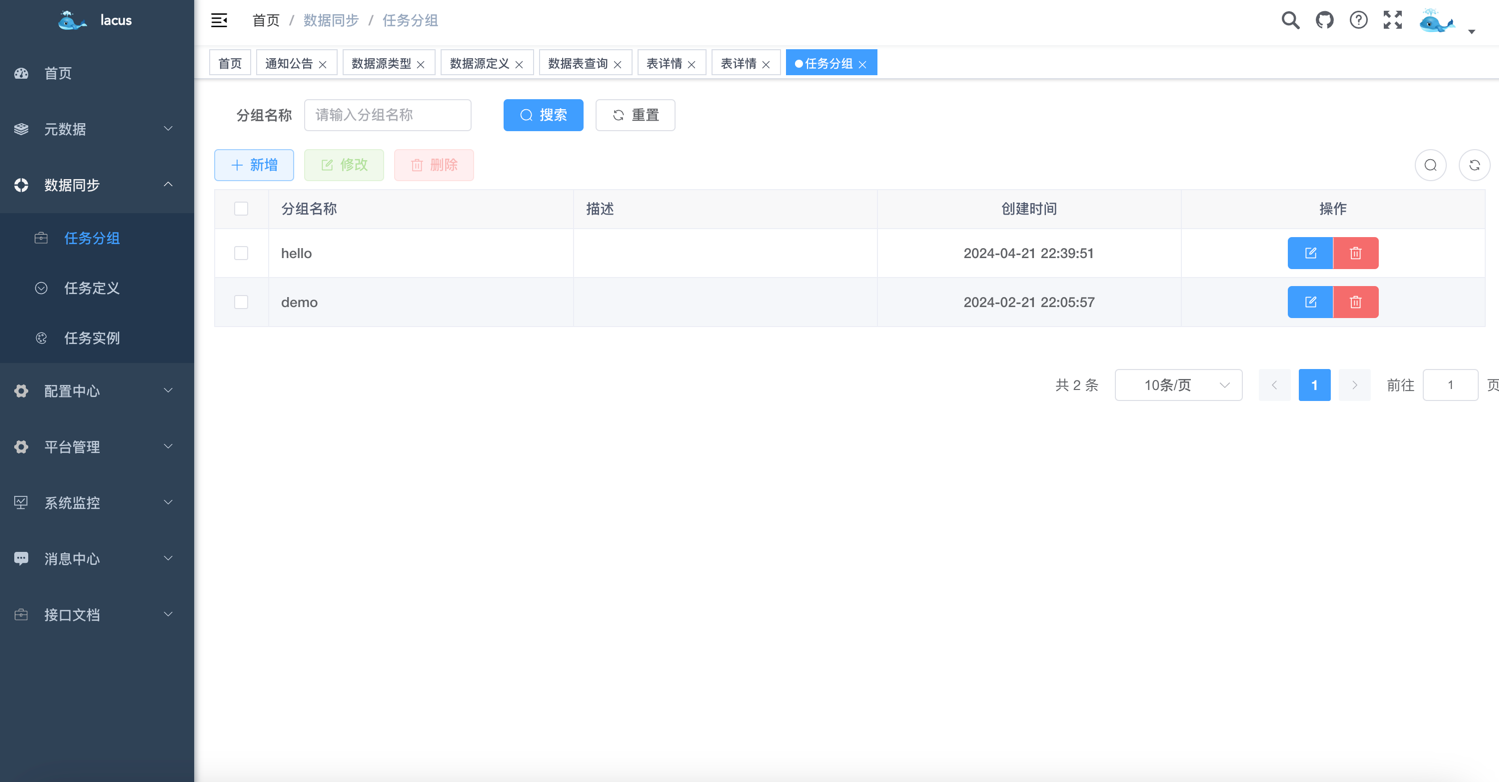 lacus
首页
元数据
数据同步
任务分组
任务定义
任务实例
配置中心
平台管理
系统监控
消息中心
接口文档
首页 / 数据同步 / 任务分组
首页 通知公告 数据源类型 数据源定义 数据表查询 表详情 表详情 任务分组
分组名称 请输入分组名称 搜索 重置
新增 修改 删除
分组名称 描述 创建时间 操作
hello 2024-04-21 22:39:51
demo 2024-02-21 22:05:57
共 2 条 10条/页 1 前往 1 页